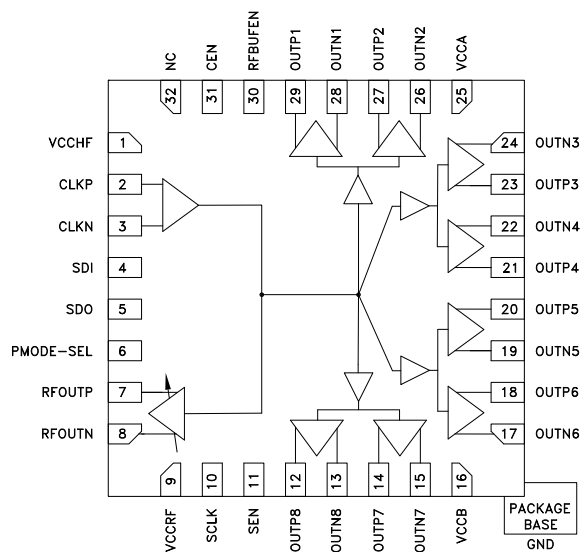 NC
CEN
RFBUFEN
OUTP1
OUTN1
OUTP2
OUTN2
VCCA
32
31
30
29
28
27
26
25
VCCHF 1
CLKP 2
CLKN 3
SDI 4
SDO 5
PMODE-SEL 6
RFOUTP 7
RFOUTN 8
24 OUTN3
23 OUTP3
22 OUTN4
21 OUTP4
20 OUTP5
19 OUTN5
18 OUTP6
17 OUTN6
9
10
11
12
13
14
15
16
VCCRF
SCLK
SEN
OUTP8
OUTN8
OUTP7
OUTN7
VCCB
PACKAGE
BASE
GND